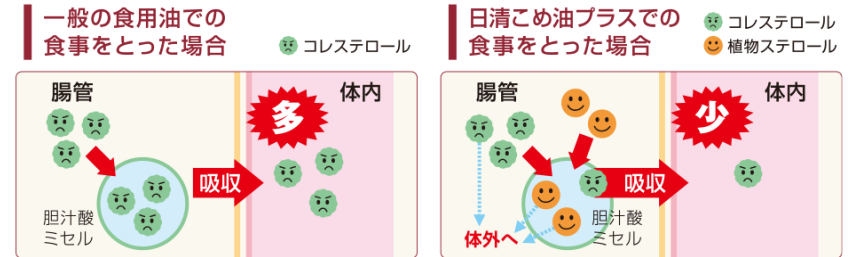 一般の食用油での
食事をとった場合
コレステロール
腸管
体内
多
吸収
胆汁酸
ミセル
日清こめ油プラスでの
食事をとった場合
コレステロール
植物ステロール
腸管
体内
少
吸収
胆汁酸
ミセル
体外へ